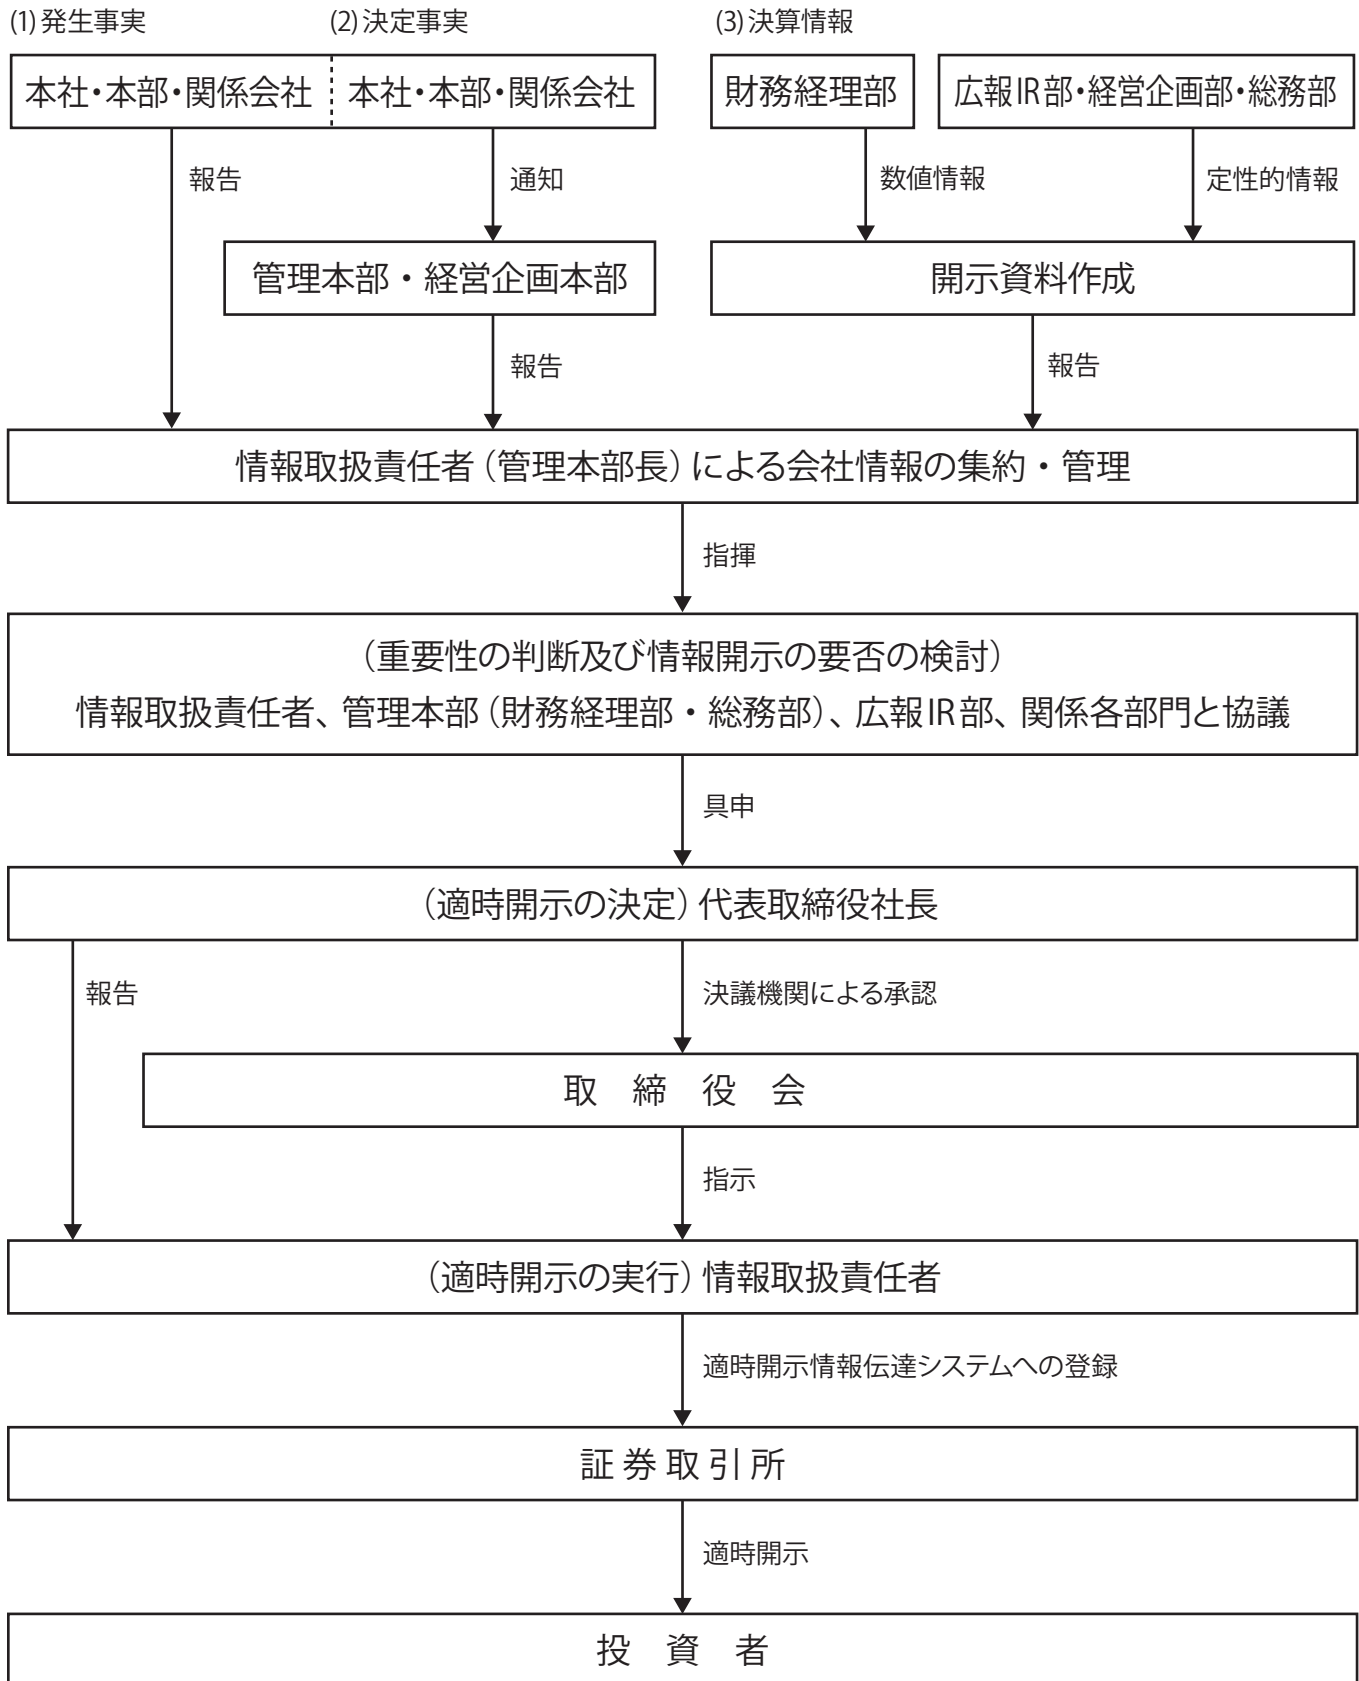 (1)発生事実
(2)決定事実
(3)決算情報
本社・本部・関係会社
本社・本部・関係会社
財務経理部
広報IR部・経営企画部・総務部
報告
通知
数値情報
定性的情報
管理本部・経営企画本部
開示資料作成
報告
報告
情報取扱責任者(管理本部長)による会社情報の集約・管理
指揮
(重要性の判断及び情報開示の要否の検討)
情報取扱責任者、管理本部(財務経理部・総務部)、広報IR部、関係各部門と協議
具申
(適時開示の決定)代表取締役社長
報告
決議機関による承認
取 締 役 会
指示
(適時開示の実行)情報取扱責任者
適時開示情報伝達システムへの登録
証券取引所
適時開示
投 資 者